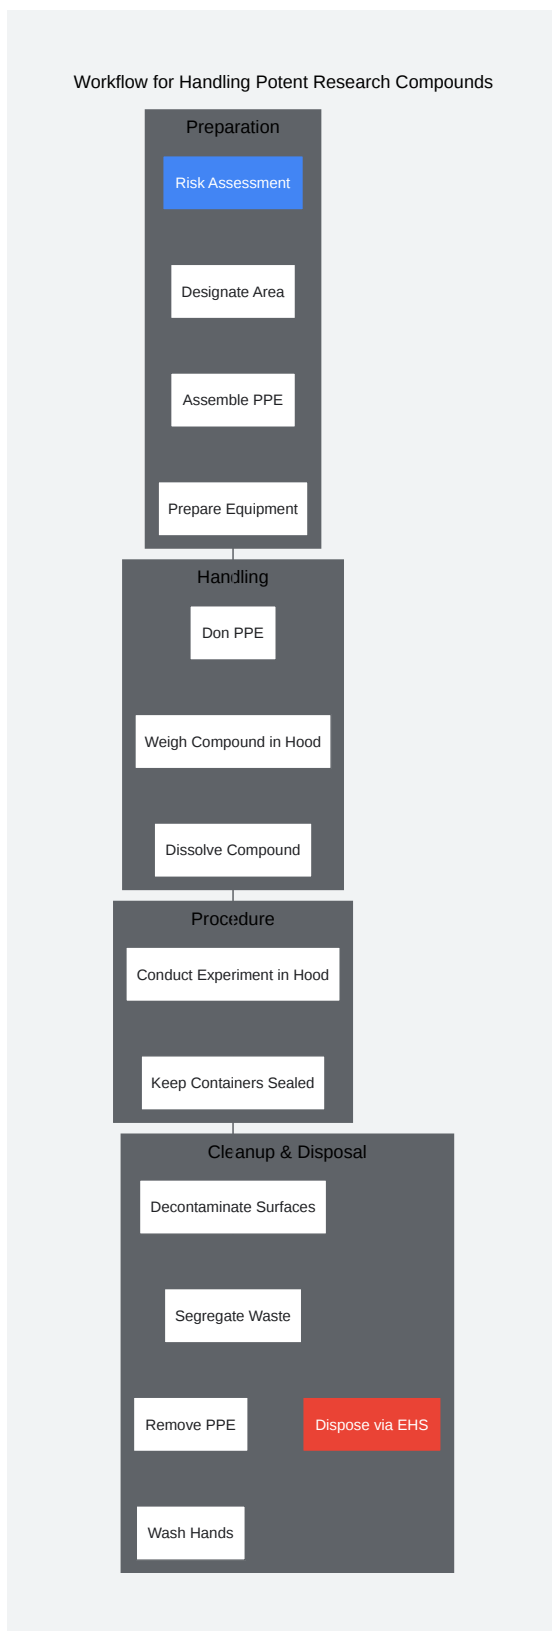 Workflow for Handling Potent Research Compounds
Preparation
Risk Assessment
Designate Area
Assemble PPE
Prepare Equipment
Handling
Don PPE
Weigh Compound in Hood
Dissolve Compound
Procedure
Conduct Experiment in Hood
Keep Containers Sealed
Cleanup & Disposal
Decontaminate Surfaces
Segregate Waste
Remove PPE
Dispose via EHS
Wash Hands